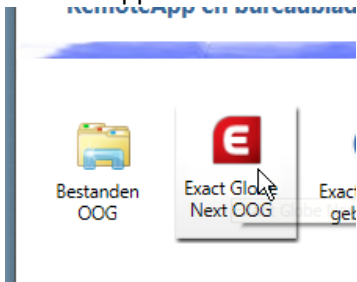 RemoteApp en bureaublad
Bestanden
OOG
Exact Globe
Next OOG
Exact
geb